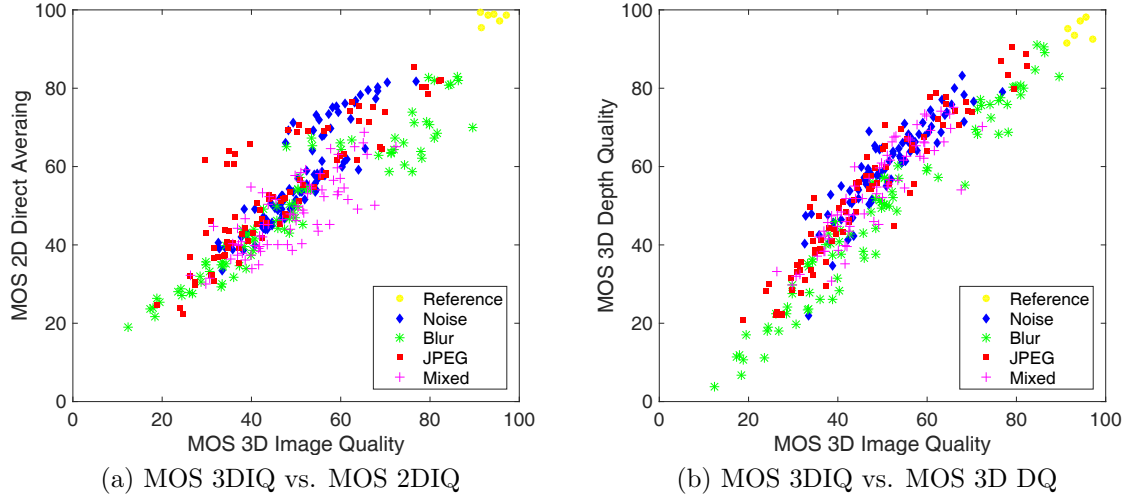 100
80
60
40
20
0
MOS 2D Direct Averaing
0 20 40 60 80 100
MOS 3D Image Quality
Reference
Noise
Blur
JPEG
Mixed
(a) MOS 3DIQ vs. MOS 2DIQ
100
80
60
40
20
0
MOS 3D Depth Quality
0 20 40 60 80 100
MOS 3D Image Quality
Reference
Noise
Blur
JPEG
Mixed
(b) MOS 3DIQ vs. MOS 3D DQ